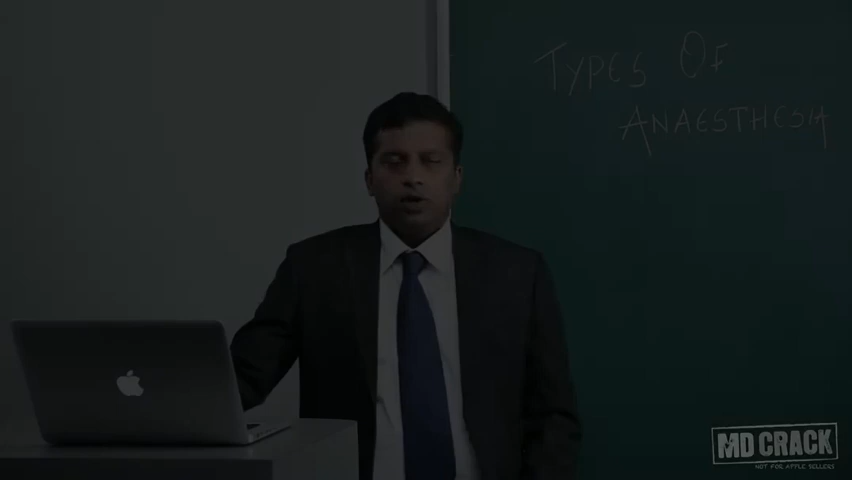 TYPES OF
ANAESTHESIA
MD CRACK
NOT FOR APPLE SELLERS